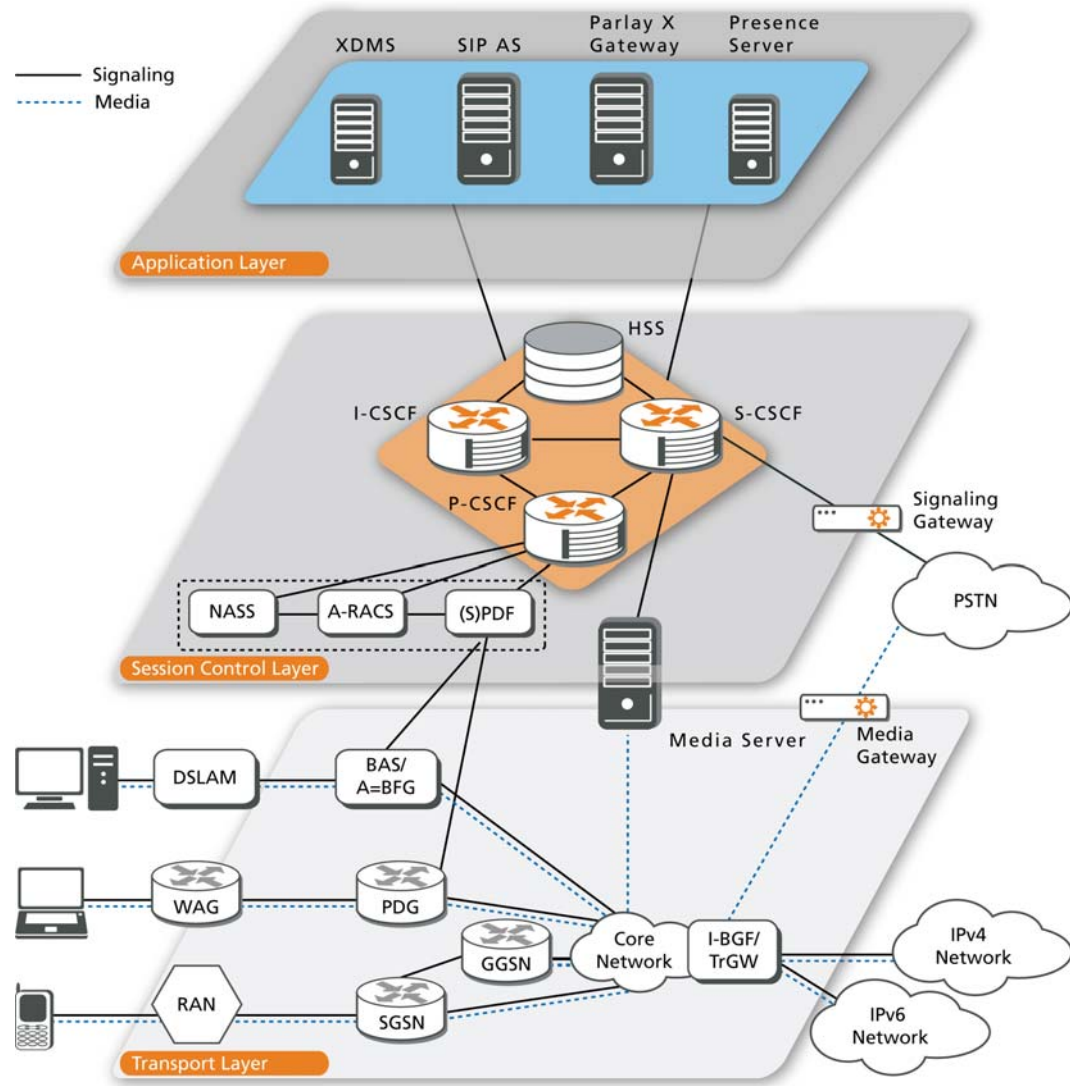 Parlay X
Gateway
Presence
Server
XDMS
SIP AS
Signaling
Media
Application Layer
HSS
I-CSCF
S-CSCF
P-CSCF
Signaling
Gateway
PSTN
NASS
A-RACS
(S)PDF
Session Control Layer
Media Server
Media
Gateway
DSLAM
BAS/
A=BFG
WAG
PDG
GGSN
Core
Network
I-BGF/
TrGW
IPv4
Network
RAN
SGSN
IPv6
Network
Transport Layer